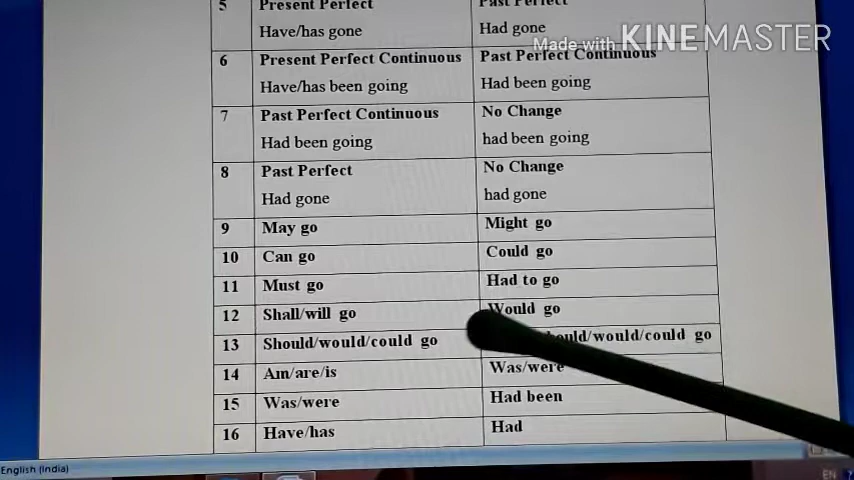 5 Present Perfect Past Perfect
Have/has gone Had gone
Made with KINEMASTER
6 Present Perfect Continuous Past Perfect Continuous
Have/has been going Had been going
7 Past Perfect Continuous No Change
Had been going had been going
8 Past Perfect No Change
Had gone had gone
9 May go Might go
10 Can go Could go
11 Must go Had to go
12 Shall/will go Would go
13 Should/would/could go should/would/could go
14 Am/are/is Was/were
15 Was/were Had been
16 Have/has Had
English (India)
EN